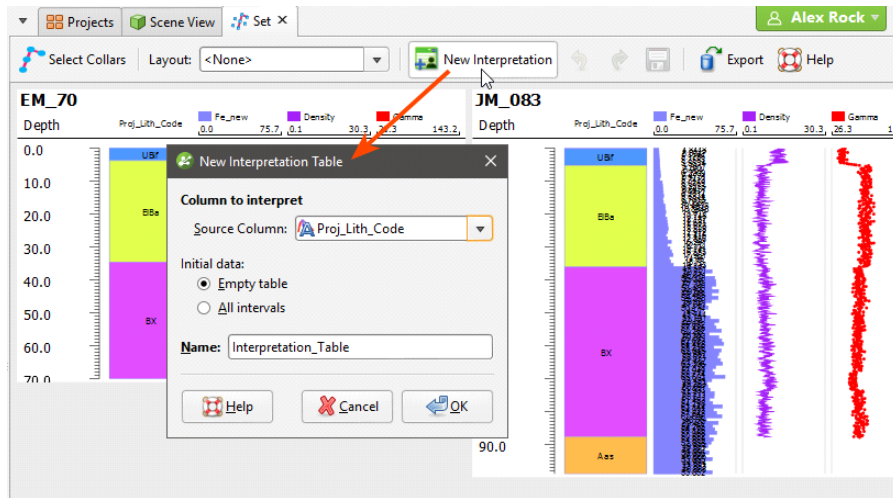 Projects Scene View Set Alex Rock
Select Collars Layout: <None> New Interpretation Export Help
EM_70
Depth Proj_Lith_Code Fe_new Density Gamma
0.0 75.7, 0.1 30.3, 143.2,
0.0
10.0
20.0
30.0
40.0
50.0
60.0
70.0
UBf
BX
New Interpretation Table
Column to interpret
Source Column: Proj_Lith_Code
Initial data:
Empty table
All intervals
Name: Interpretation_Table
Help Cancel OK
JM_083
Depth Proj_Lith_Code Fe_new Density Gamma
0.0 75.7, 0.1 30.3, 26.3
UBf
BX
90.0
Aas